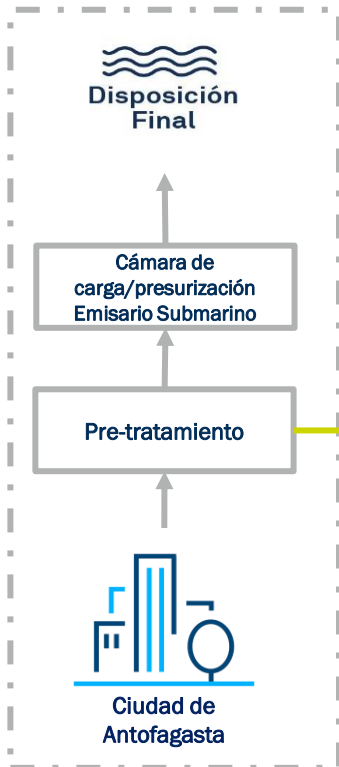 Disposición
Final
Cámara de
carga/presurización
Emisario Submarino
Pre-tratamiento
Ciudad de
Antofagasta